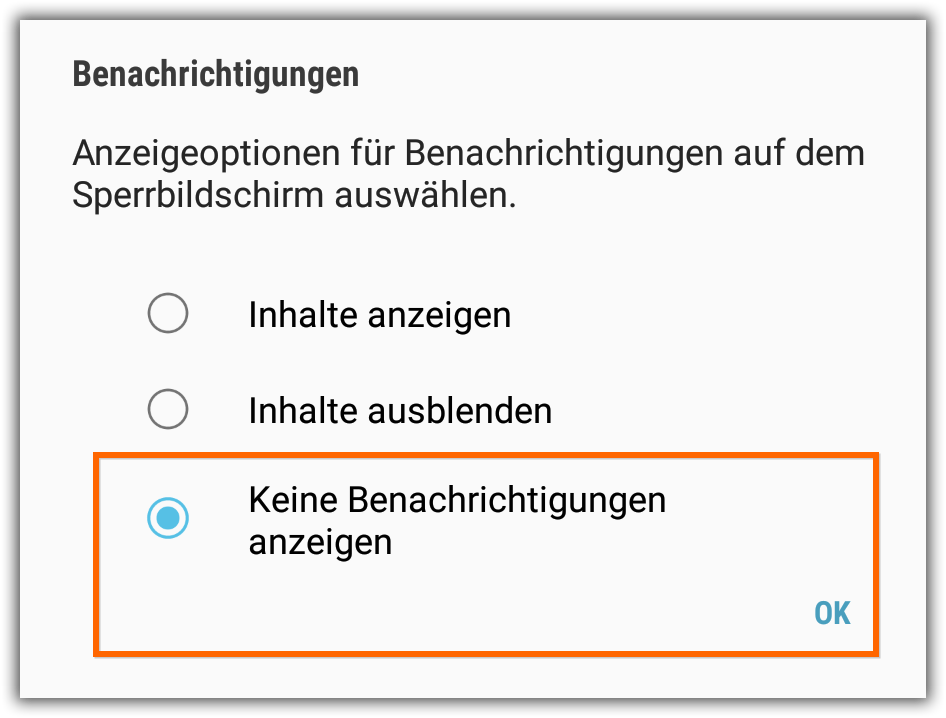 Benachrichtigungen
Anzeigeoptionen für Benachrichtigungen auf dem
Sperrbildschirm auswählen.
Inhalte anzeigen
Inhalte ausblenden
Keine Benachrichtigungen
anzeigen
OK